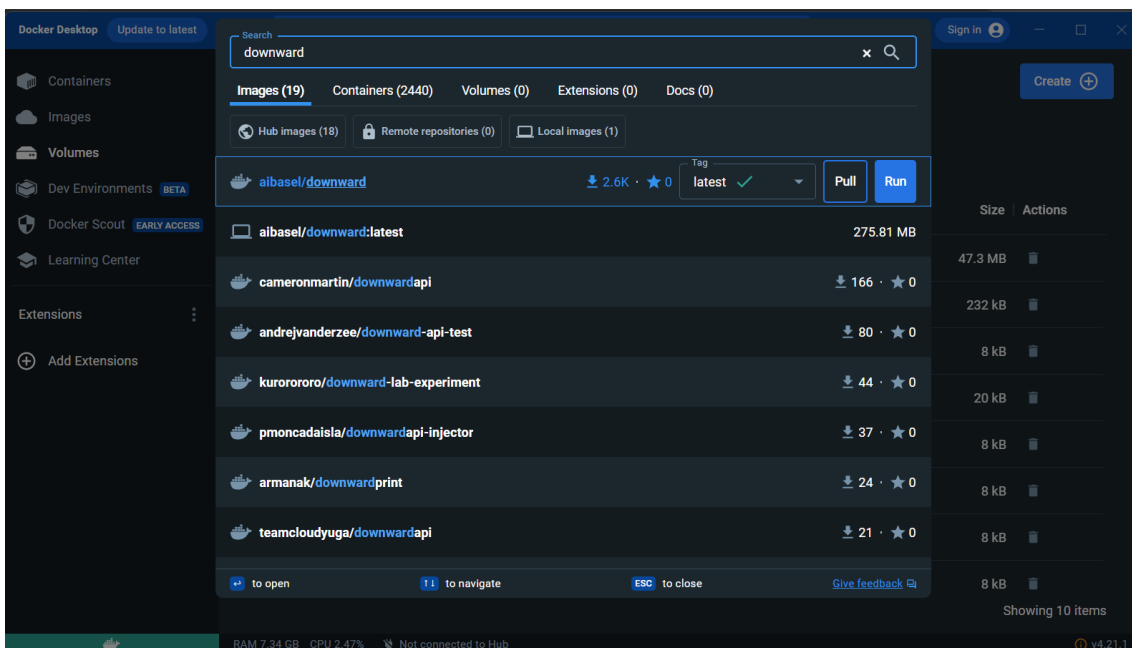 Docker Desktop Update to latest
Sign in
Search
downward
Images (19) Containers (2440) Volumes (0) Extensions (0) Docs (0)
Hub images (18) Remote repositories (0) Local images (1)
aibasel/downward 2.6K · 0 Tag latest Pull Run
aibasel/downward:latest 275.81 MB
cameronmartin/downwardapi 166 · 0
andrejvanderzee/downward-api-test 80 · 0
kurorororo/downward-lab-experiment 44 · 0
pmoncadaisla/downwardapi-injector 37 · 0
armanak/downwardprint 24 · 0
teamcloudyuga/downwardapi 21 · 0
to open to navigate ESC to close Give feedback
Containers
Images
Volumes
Dev Environments BETA
Docker Scout EARLY ACCESS
Learning Center
Extensions
Add Extensions
Create
Size Actions
47.3 MB
232 kB
8 kB
20 kB
8 kB
8 kB
8 kB
8 kB
Showing 10 items
RAM 7.34 GB CPU 2.47% Not connected to Hub
v4.21.1